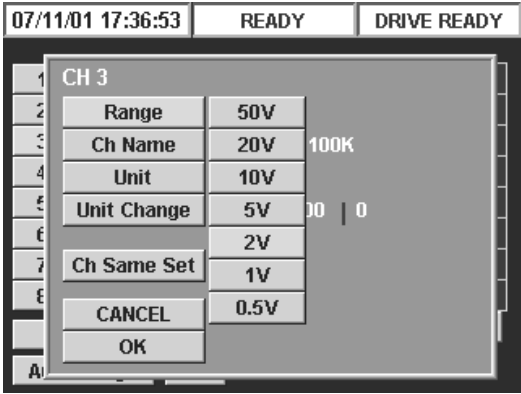 07/11/01 17:36:53 READY DRIVE READY
CH 3
1
2 Range 50V
3 Ch Name 20V 100K
4 Unit 10V
5 Unit Change 5V 00 | 0
6 2V
7 Ch Same Set 1V
8 CANCEL 0.5V
OK